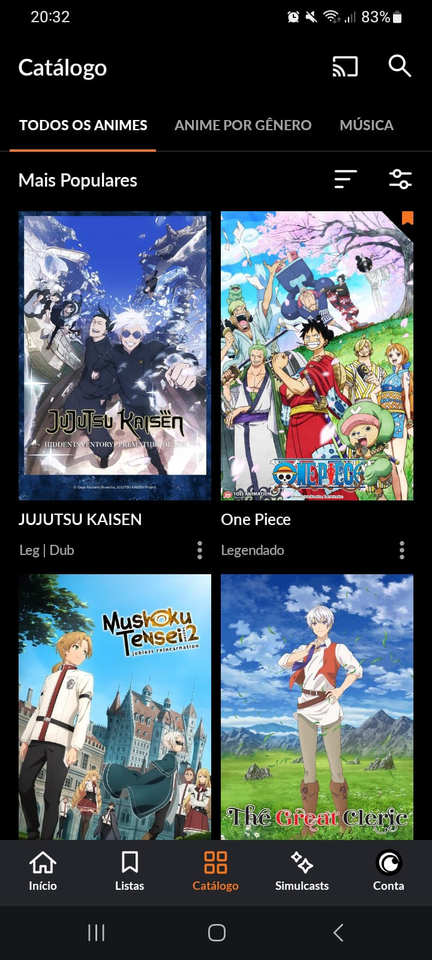 20:32
83%
Catálogo
TODOS OS ANIMES
ANIME POR GÊNERO
MÚSICA
Mais Populares
JUJUTSU KAISEN
HIDDEN INVENTORY / PREMATURE DEATH
ONE PIECE
JUJUTSU KAISEN
One Piece
Leg | Dub
Legendado
Mushoku
Tensei 2
jobless reincarnation
The Great Cleric
Início
Listas
Catálogo
Simulcasts
Conta